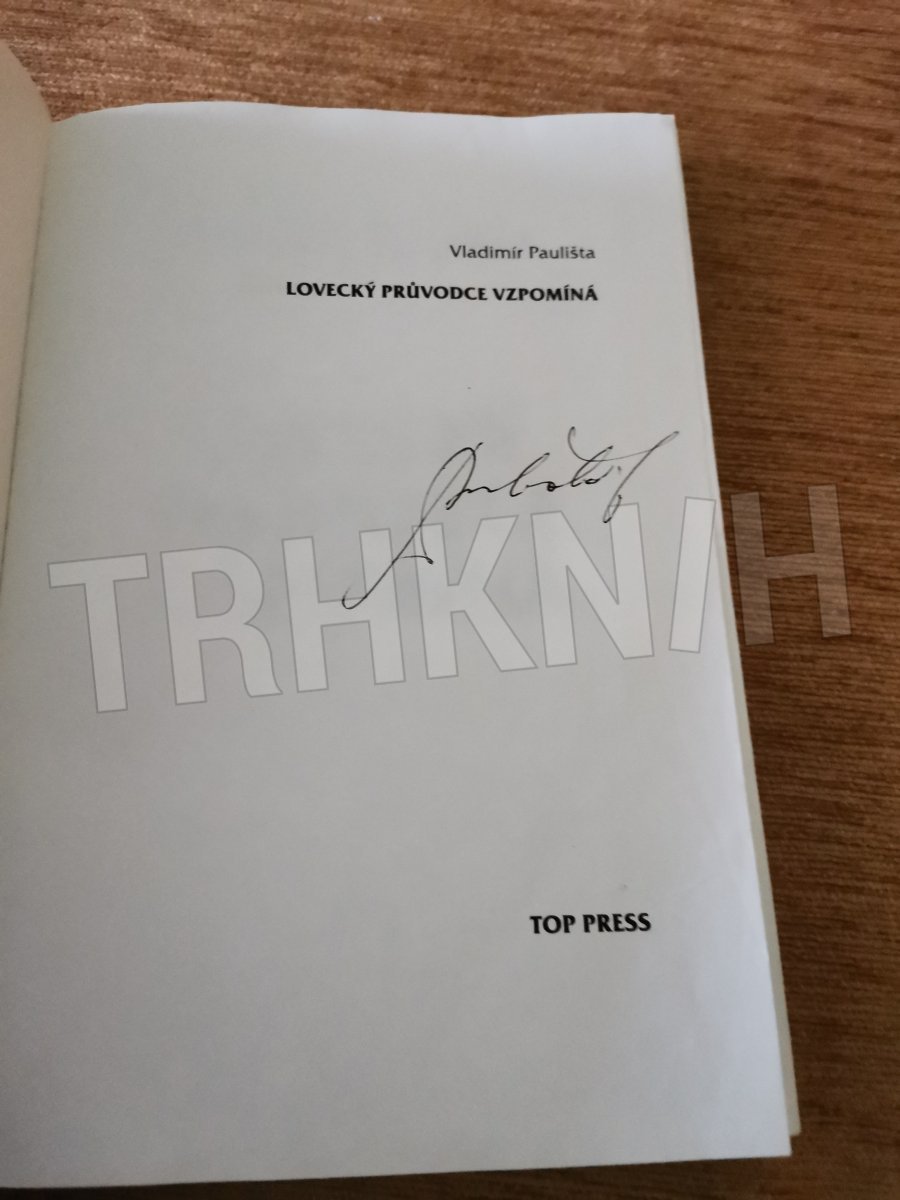 Vladimír Paulišta
LOVECKÝ PRŮVODCE VZPOMÍNÁ
TRHKNIH
TOP PRESS